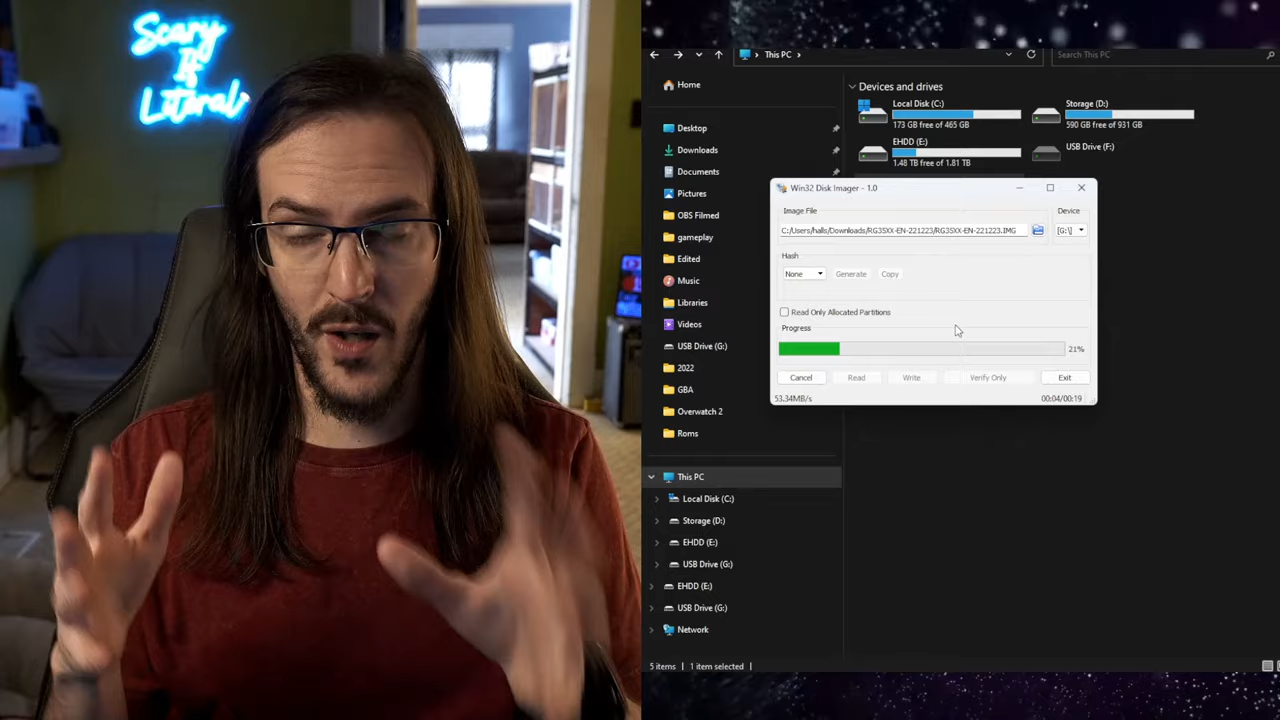 Scary
If
Literal
This PC
Search This PC
Home
Desktop
Downloads
Documents
Pictures
OBS Filmed
gameplay
Edited
Music
Libraries
Videos
USB Drive (G:)
2022
GBA
Overwatch 2
Roms
This PC
Local Disk (C:)
Storage (D:)
EHDD (E:)
USB Drive (G:)
EHDD (E:)
USB Drive (G:)
Network
5 items
1 item selected
Devices and drives
Local Disk (C:)
173 GB free of 465 GB
Storage (D:)
590 GB free of 931 GB
EHDD (E:)
1.48 TB free of 1.81 TB
USB Drive (F:)
Win32 Disk Imager - 1.0
Image File
Device
C:/Users/halls/Downloads/RG35XX-EN-221223/RG35XX-EN-221223.IMG
[G:\]
Hash
None
Generate
Copy
Read Only Allocated Partitions
Progress
21%
Cancel
Read
Write
Verify Only
Exit
53.34MB/s
00:04/00:19